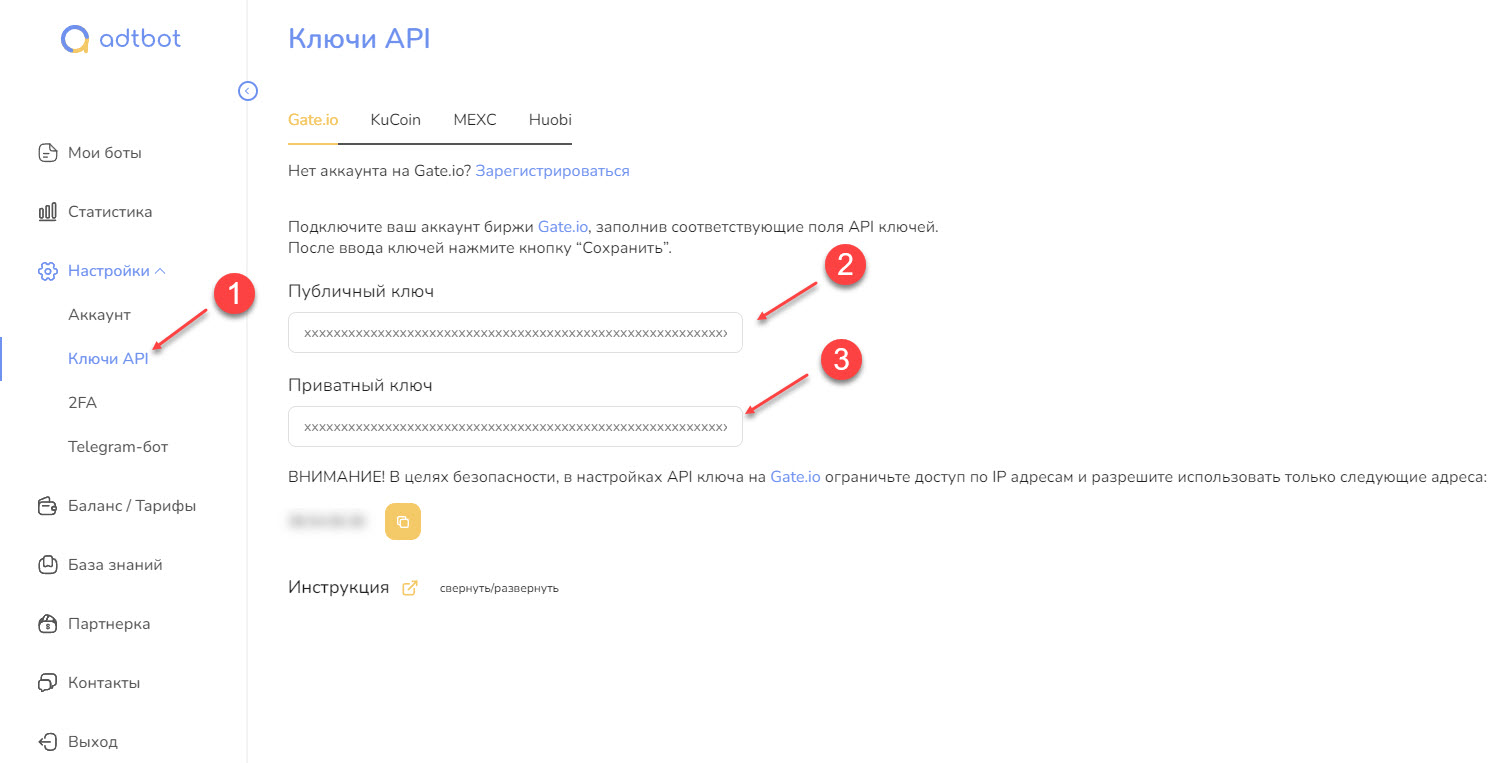 adtbot
Ключи API
Gate.io KuCoin MEXC Huobi
Нет аккаунта на Gate.io? Зарегистрироваться
Подключите ваш аккаунт биржи Gate.io, заполнив соответствующие поля API ключей.
После ввода ключей нажмите кнопку “Сохранить”.
Публичный ключ
2
Приватный ключ
3
ВНИМАНИЕ! В целях безопасности, в настройках API ключа на Gate.io ограничьте доступ по IP адресам и разрешите использовать только следующие адреса:
Инструкция свернуть/развернуть
Мои боты
Статистика
Настройки
1
Аккаунт
Ключи API
2FA
Telegram-бот
Баланс / Тарифы
База знаний
Партнерка
Контакты
Выход